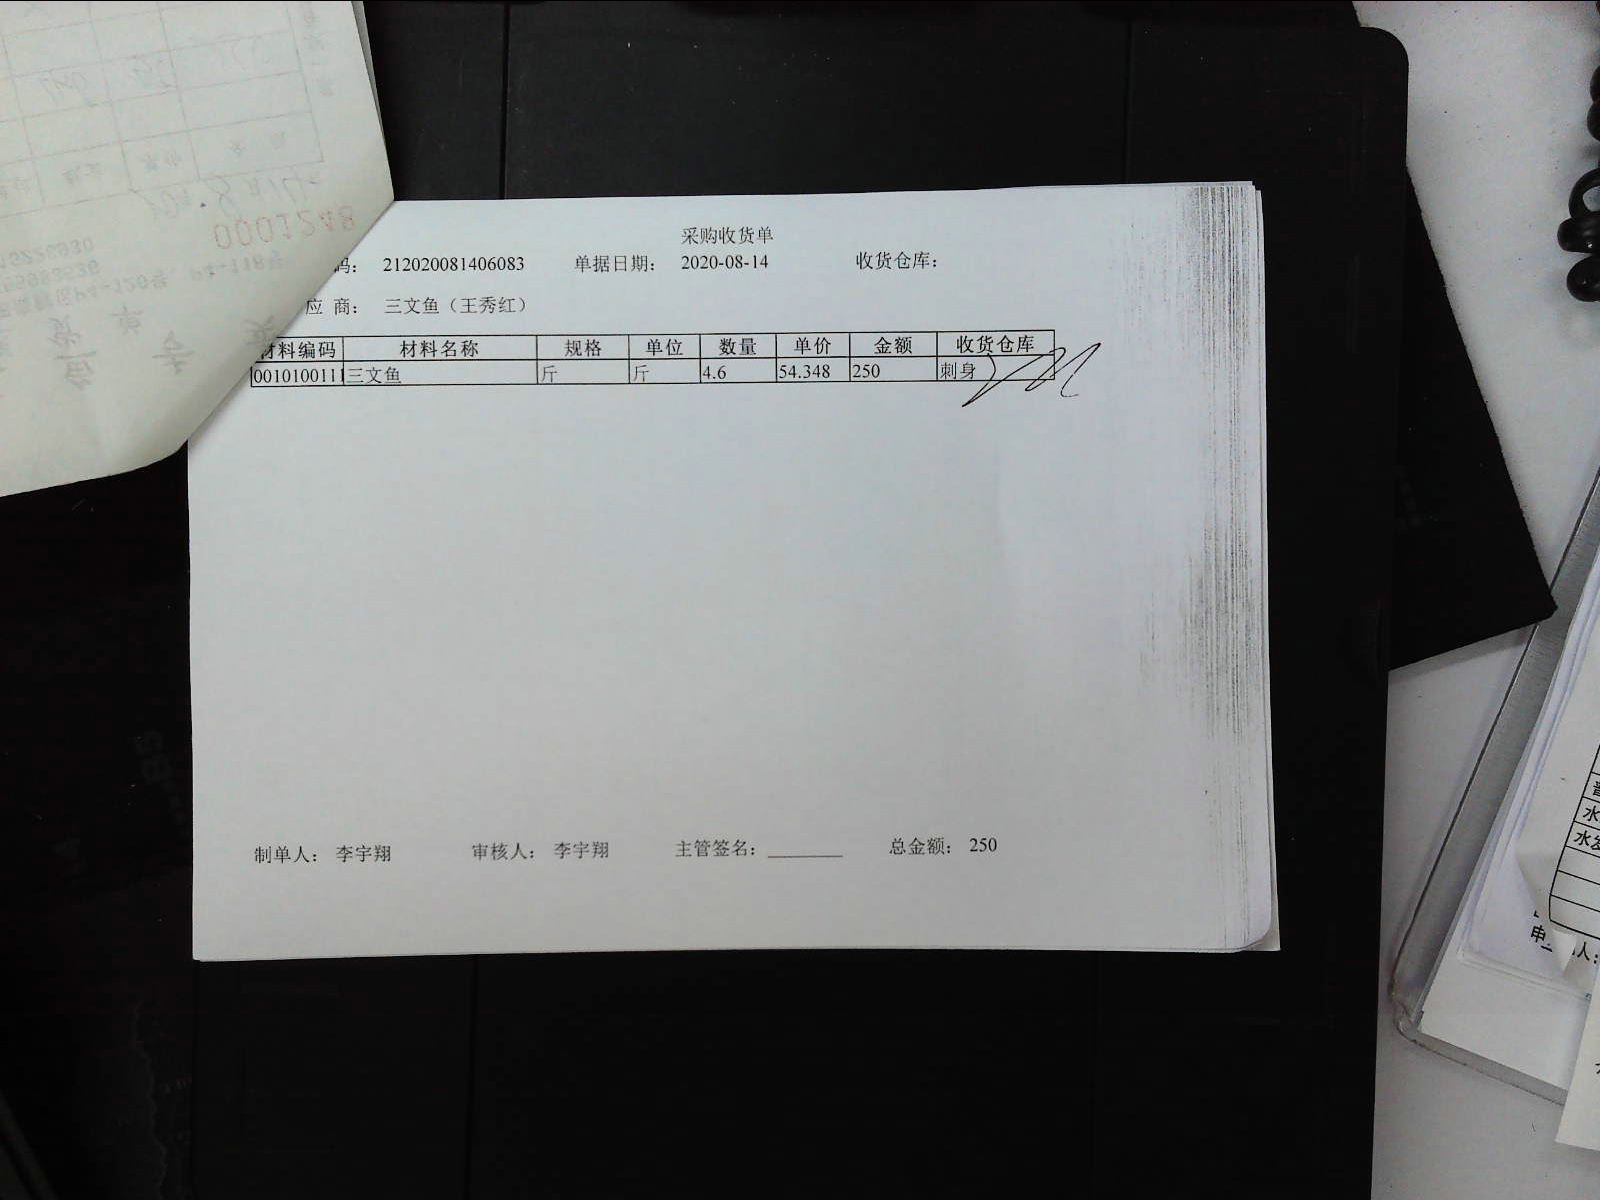 采购收货单
码： 212020081406083 单据日期： 2020-08-14 收货仓库：
应 商： 三文鱼（王秀红）
材料编码 材料名称 规格 单位 数量 单价 金额 收货仓库
0010100111 三文鱼 斤 斤 4.6 54.348 250 刺身
制单人： 李宇翔 审核人： 李宇翔 主管签名： 总金额： 250
0001248
水
水发